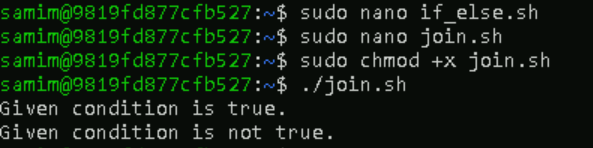 samim@9819fd877cfb527:~$ sudo nano if_else.sh
samim@9819fd877cfb527:~$ sudo nano join.sh
samim@9819fd877cfb527:~$ sudo chmod +x join.sh
samim@9819fd877cfb527:~$ ./join.sh
Given condition is true.
Given condition is not true.